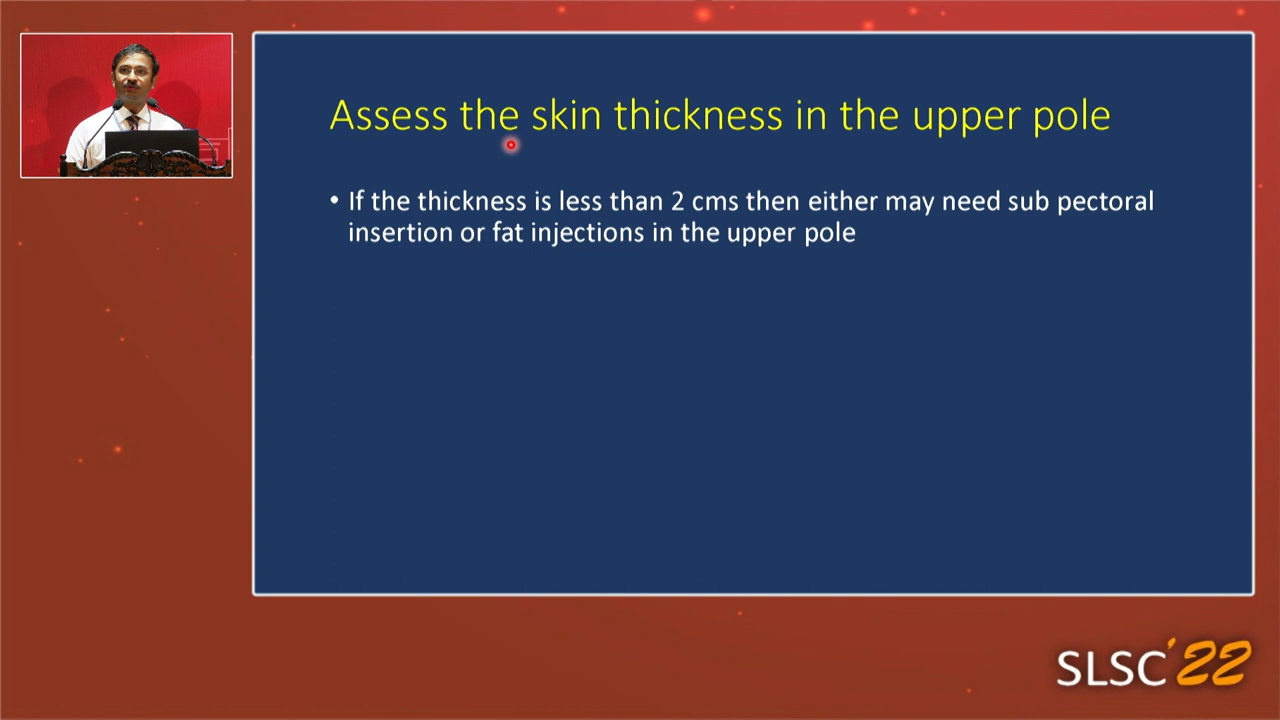 Assess the skin thickness in the upper pole
• If the thickness is less than 2 cms then either may need sub pectoral
insertion or fat injections in the upper pole
SLSC'22